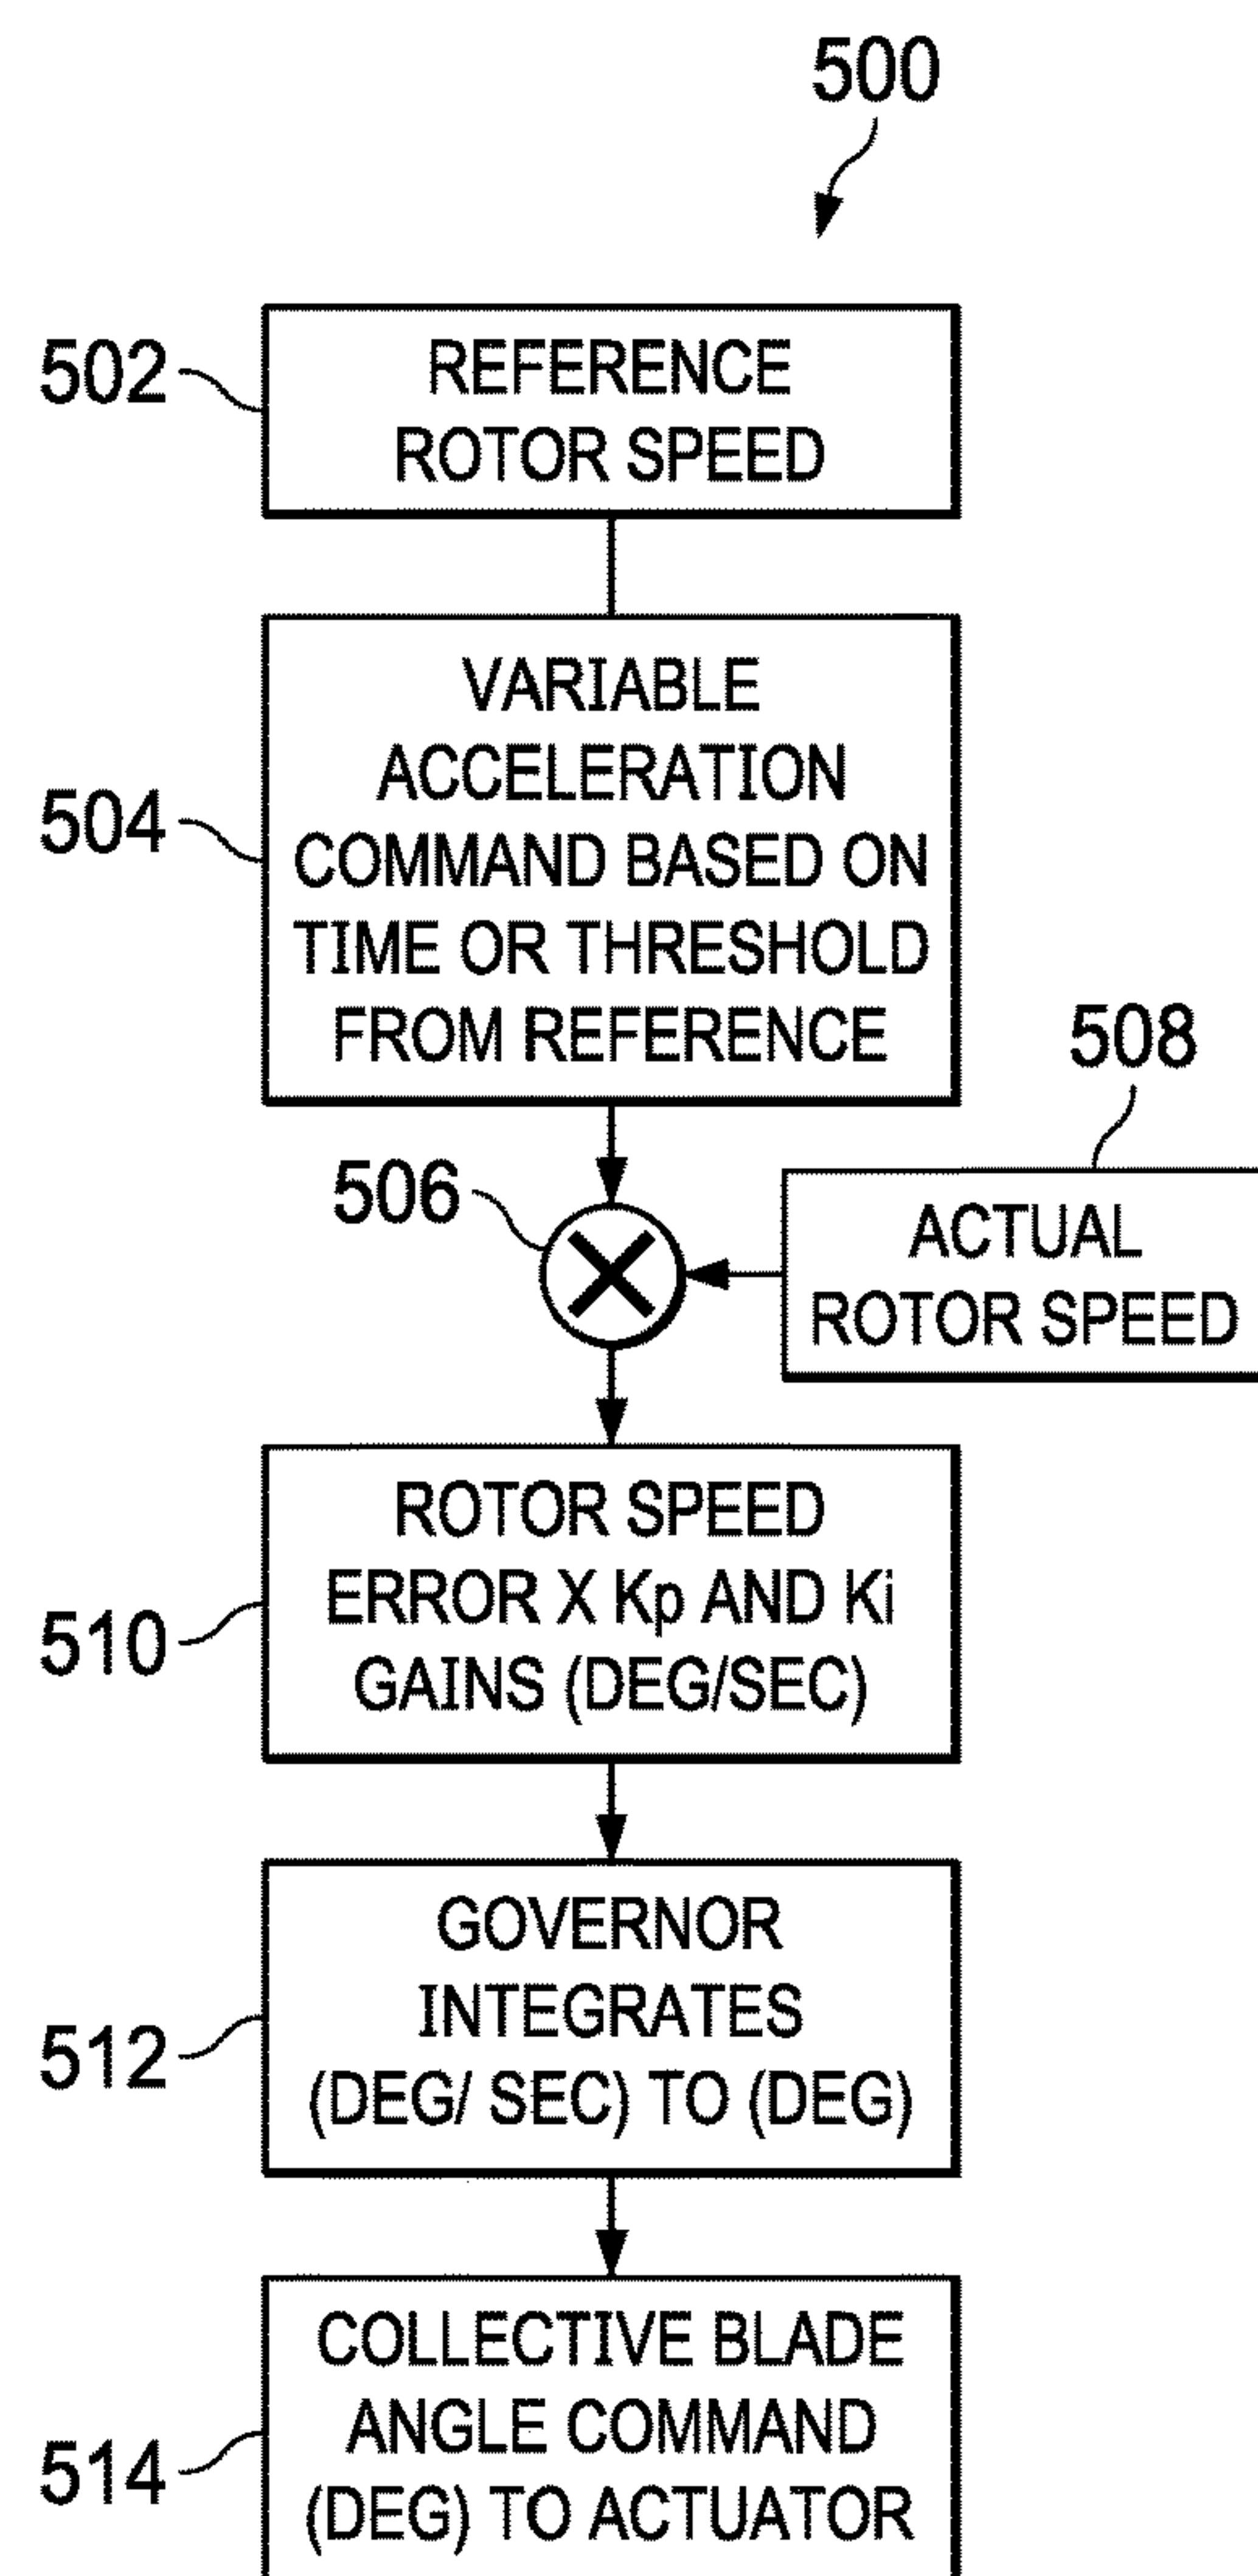 500
502
REFERENCE
ROTOR SPEED
504
VARIABLE
ACCELERATION
COMMAND BASED ON
TIME OR THRESHOLD
FROM REFERENCE
506
508
ACTUAL
ROTOR SPEED
510
ROTOR SPEED
ERROR X Kp AND Ki
GAINS (DEG/SEC)
512
GOVERNOR
INTEGRATES
(DEG/ SEC) TO (DEG)
514
COLLECTIVE BLADE
ANGLE COMMAND
(DEG) TO ACTUATOR